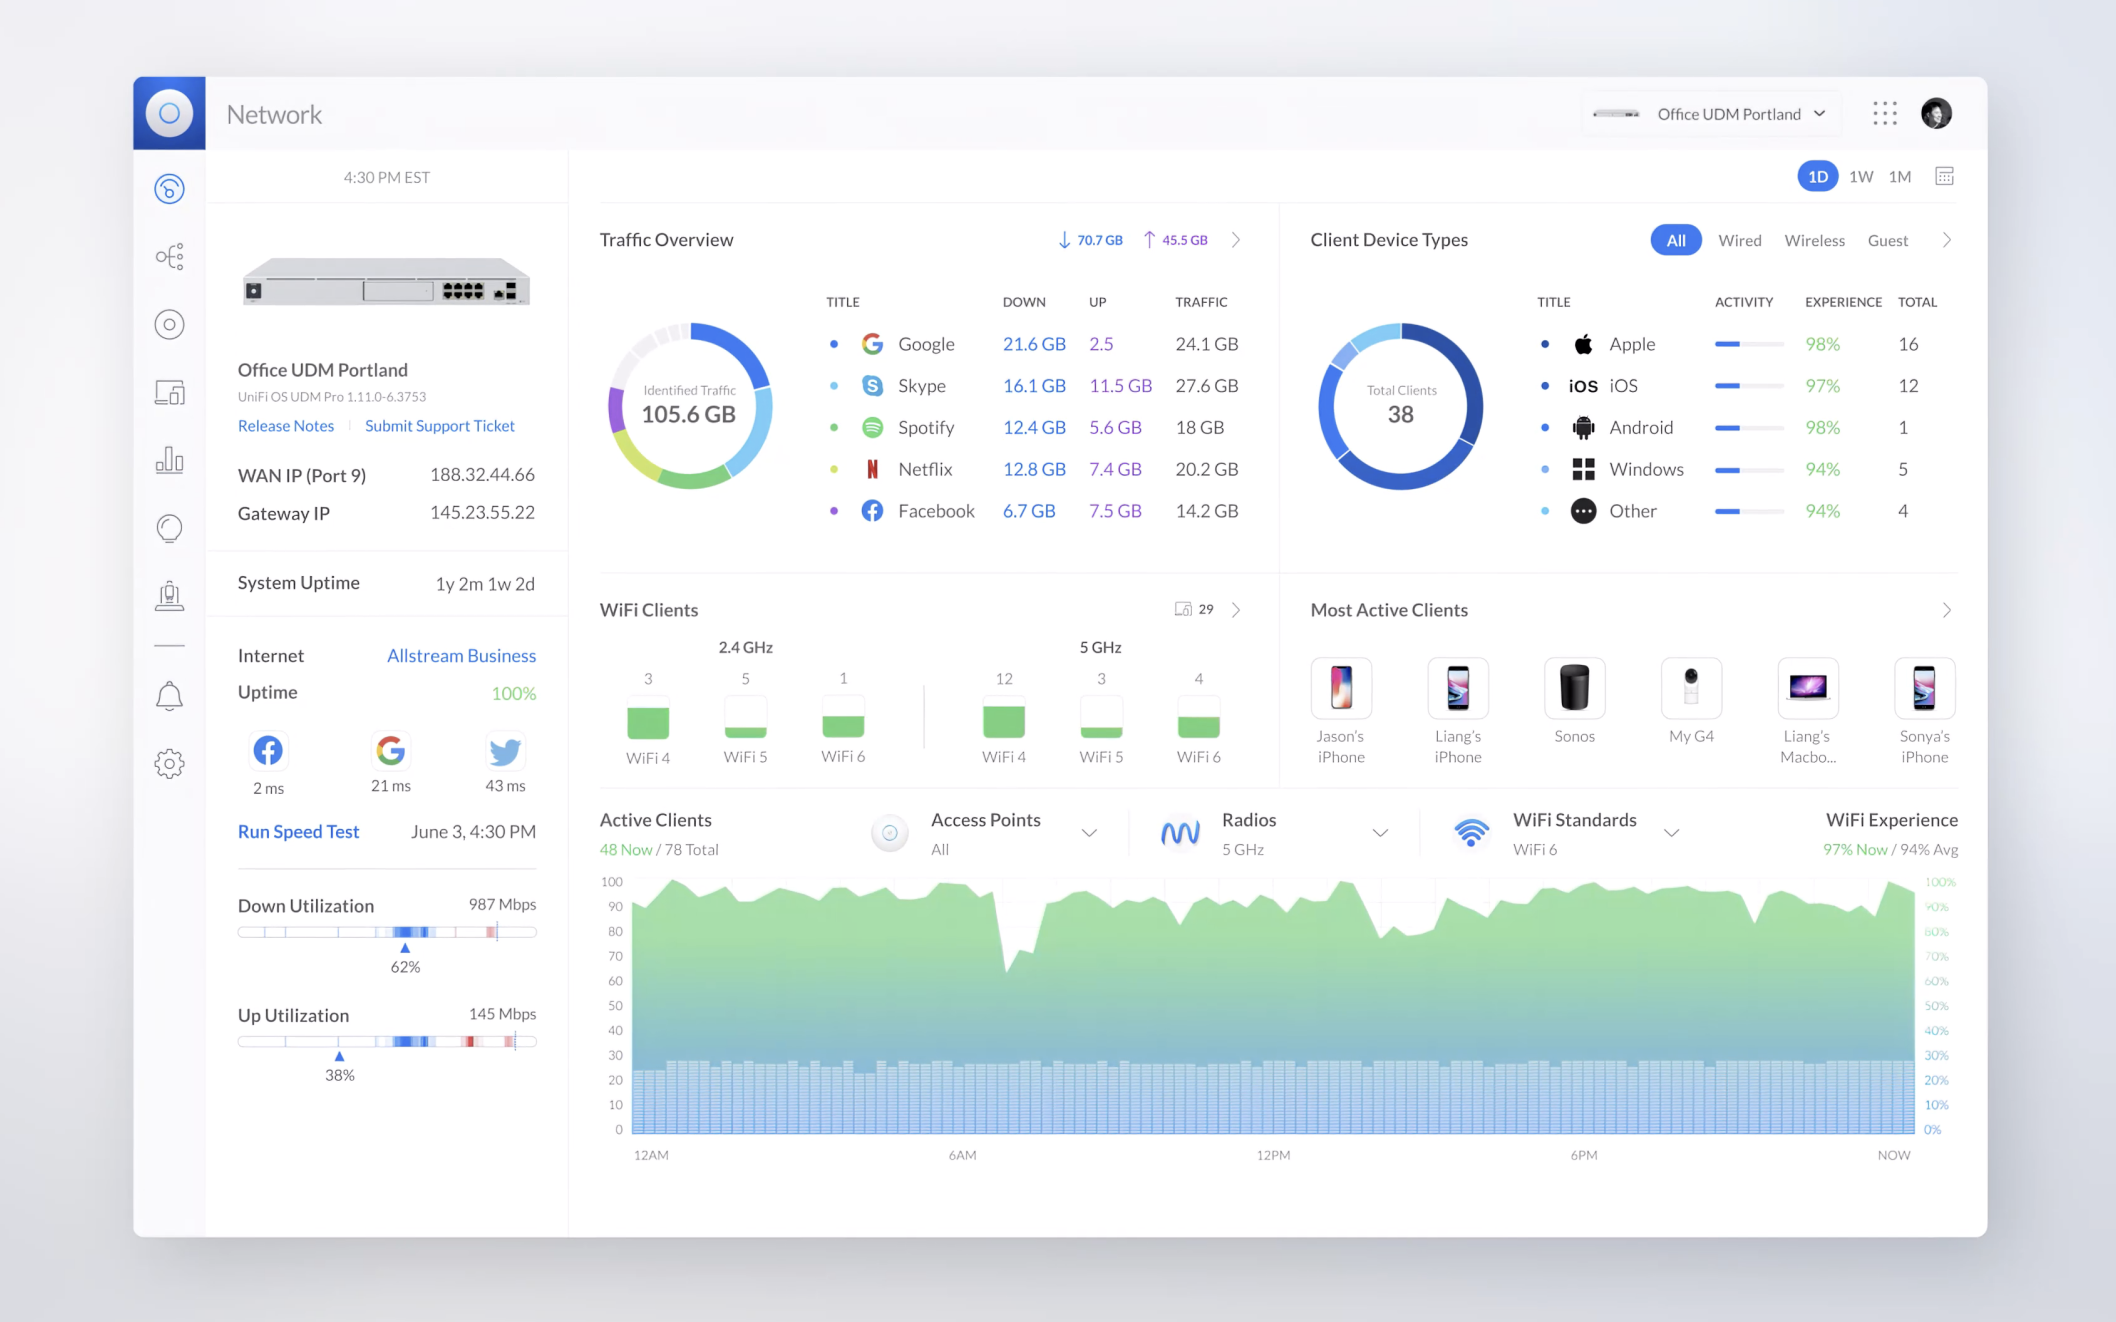 Network
Office UDM Portland
4:30 PM EST
1D 1W 1M
Office UDM Portland
UniFi OS UDM Pro 1.11.0-6.3753
Release Notes Submit Support Ticket
WAN IP (Port 9) 188.32.44.66
Gateway IP 145.23.55.22
System Uptime 1y 2m 1w 2d
Internet Allstream Business
Uptime 100%
2 ms 21 ms 43 ms
Run Speed Test June 3, 4:30 PM
Down Utilization 987 Mbps
62%
Up Utilization 145 Mbps
38%
Traffic Overview 70.7 GB 45.5 GB
Identified Traffic
105.6 GB
TITLE DOWN UP TRAFFIC
Google 21.6 GB 2.5 24.1 GB
Skype 16.1 GB 11.5 GB 27.6 GB
Spotify 12.4 GB 5.6 GB 18 GB
Netflix 12.8 GB 7.4 GB 20.2 GB
Facebook 6.7 GB 7.5 GB 14.2 GB
Client Device Types All Wired Wireless Guest
Total Clients
38
TITLE ACTIVITY EXPERIENCE TOTAL
Apple 98% 16
iOS iOS 97% 12
Android 98% 1
Windows 94% 5
Other 94% 4
WiFi Clients 29
2.4 GHz 5 GHz
3 5 1 12 3 4
WiFi 4 WiFi 5 WiFi 6 WiFi 4 WiFi 5 WiFi 6
Most Active Clients
Jason's Liang's Sonos My G4 Liang's Sonya's
iPhone iPhone Macbo... iPhone
Active Clients Access Points Radios WiFi Standards WiFi Experience
48 Now / 78 Total All 5 GHz WiFi 6 97% Now / 94% Avg
100 100%
90 90%
80 80%
70 70%
60 60%
50 50%
40 40%
30 30%
20 20%
10 10%
0 0%
12AM 6AM 12PM 6PM NOW